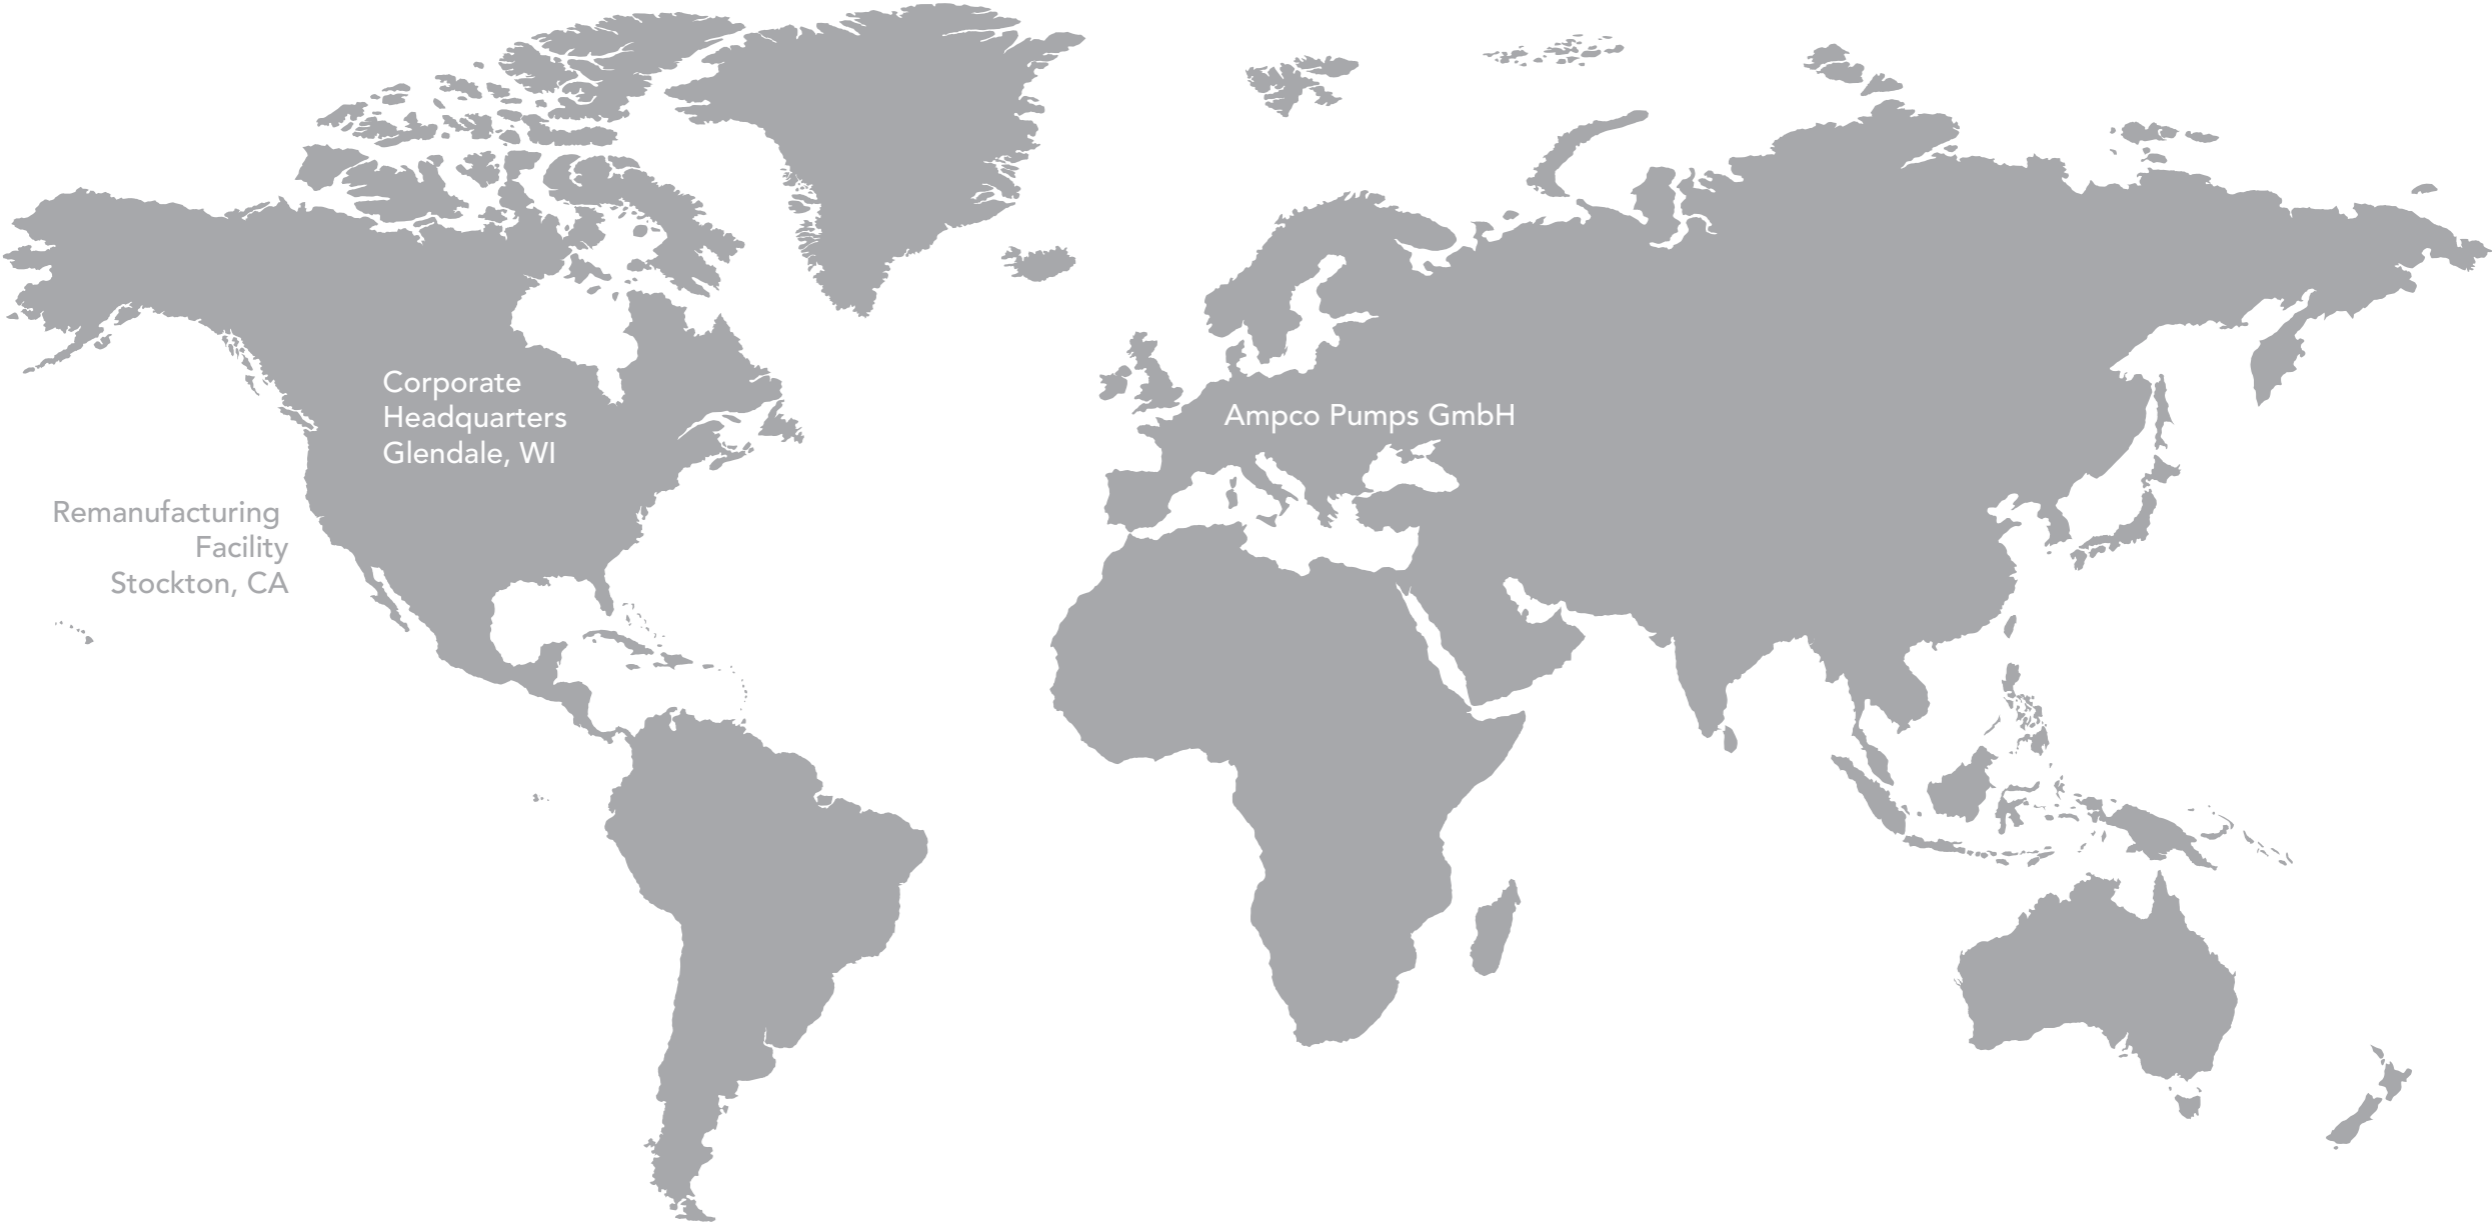 Corporate
Headquarters
Glendale, WI
Ampco Pumps GmbH
Remanufacturing
Facility
Stockton, CA